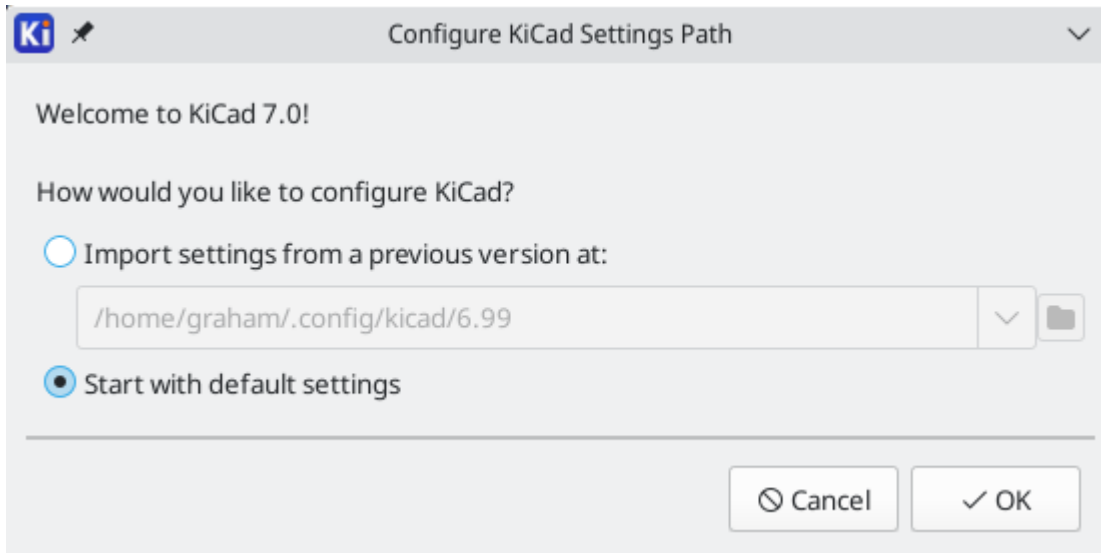 Ki Configure KiCad Settings Path
Welcome to KiCad 7.0!
How would you like to configure KiCad?
Import settings from a previous version at:
/home/graham/.config/kicad/6.99
Start with default settings
Cancel OK